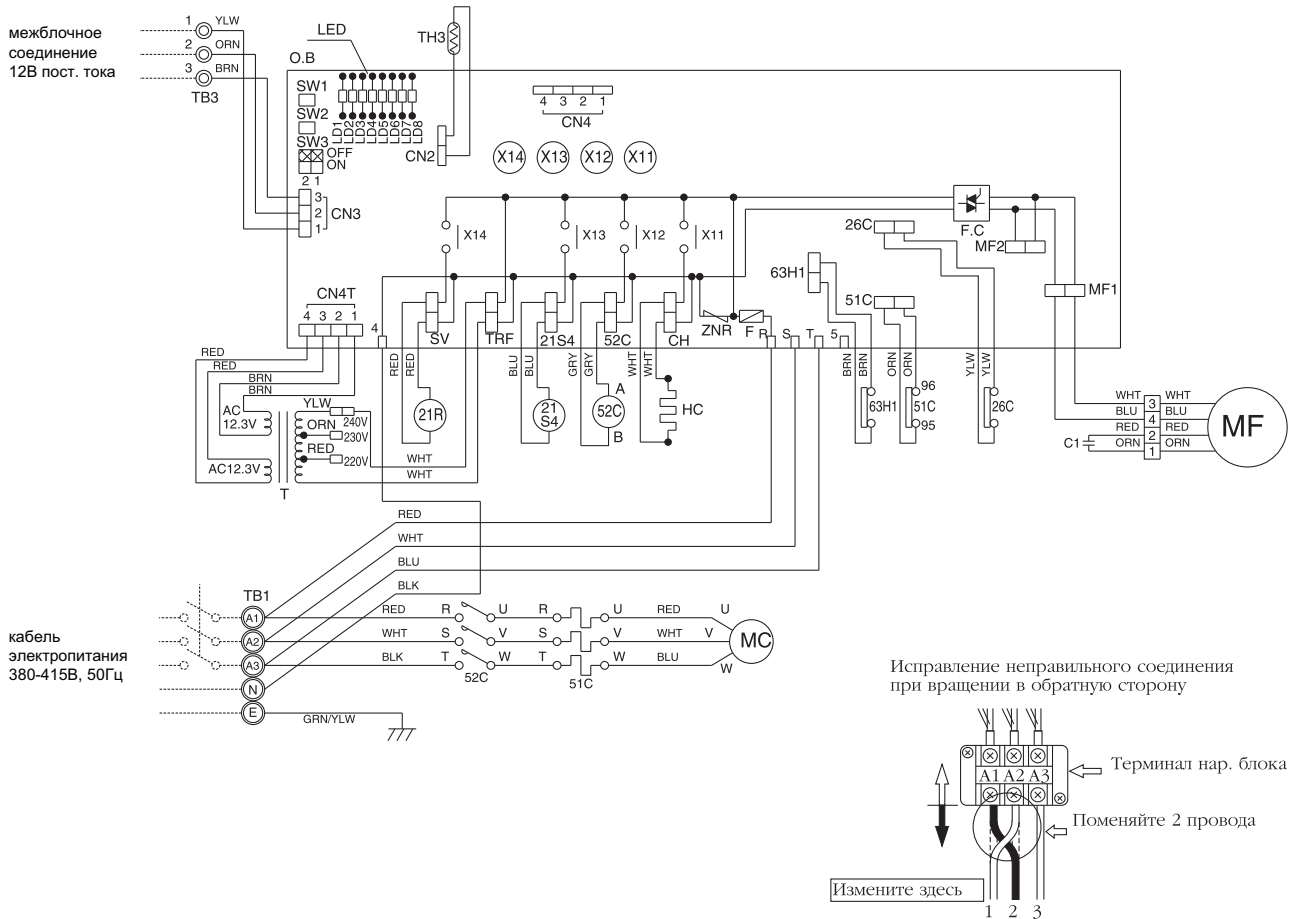 межблочное
соединение
12В пост. тока
1 YLW
2 ORN
3 BRN
TB3
LED
TH3
O.B
SW1
SW2
SW3
OFF
ON
2 1
LD1
LD2
LD3
LD4
LD5
LD6
LD7
LD8
CN2
4 3 2 1
CN4
X14 X13 X12 X11
3
2
1
CN3
X14
X13
X12
X11
F.C
26C
MF2
63H1
51C
MF1
CN4T
4 3 2 1
4
SV
TRF
21S4
52C
CH
ZNR
F
R
S
T
5
RED
RED
BRN
BRN
RED
RED
BLU
BLU
GRY
GRY
WHT
WHT
BRN
BRN
ORN
ORN
YLW
YLW
AC
12.3V
AC12.3V
YLW
240V
ORN
230V
RED
220V
T
WHT
WHT
21R
21
S4
A
52C
B
HC
63H1
96
51C
95
26C
WHT 3 WHT
BLU 4 BLU
RED 2 RED
ORN 1 ORN
C1
MF
RED
WHT
BLU
BLK
TB1
A1
A2
A3
N
E
кабель
электропитания
380-415В, 50Гц
RED R U R U RED U
WHT S V S V WHT V
BLK T W T W BLU W
52C
51C
MC
GRN/YLW
Исправление неправильного соединения
при вращении в обратную сторону
A1 A2 A3
Терминал нар. блока
Поменяйте 2 провода
Измените здесь
1 2 3